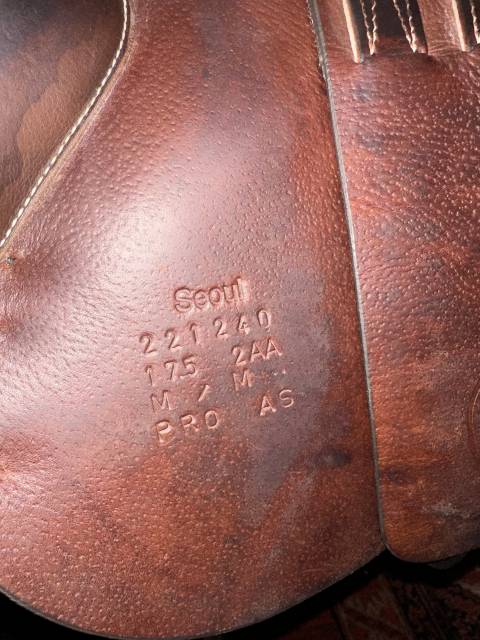 Seoul
221240
175 2AA
M / M
PRO AS